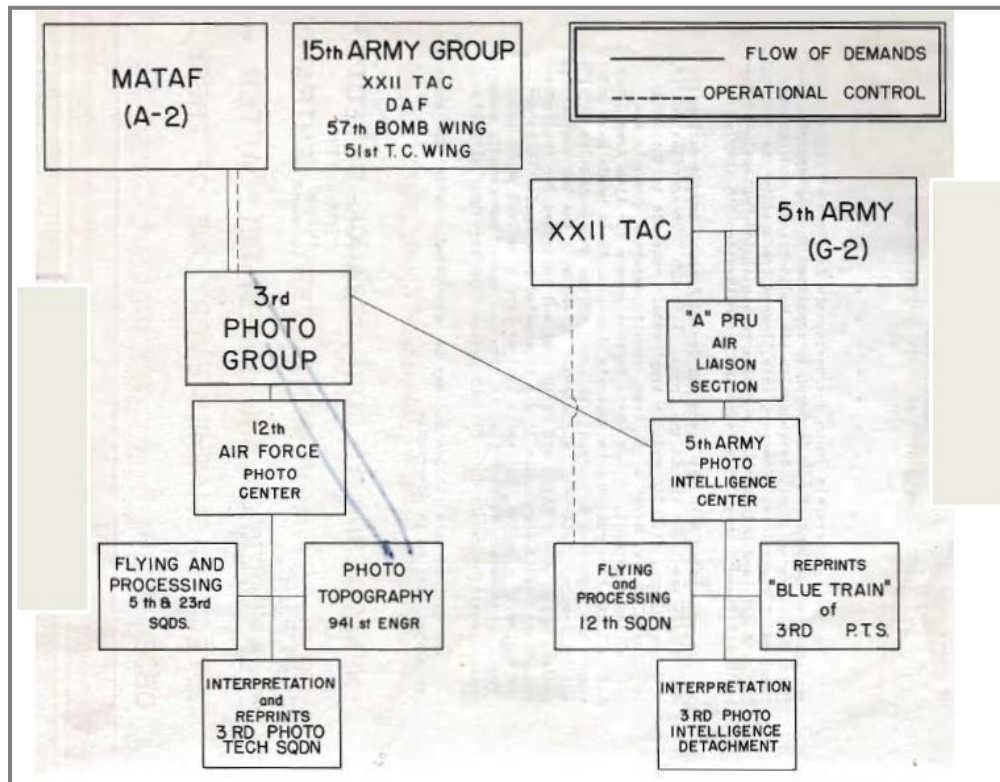 MATAF
(A-2)
15th ARMY GROUP
XXII TAC
DAF
57th BOMB WING
51st T.C. WING
FLOW OF DEMANDS
OPERATIONAL CONTROL
XXII TAC
5th ARMY
(G-2)
3rd
PHOTO
GROUP
"A" PRU
AIR
LIAISON
SECTION
12th
AIR FORCE
PHOTO
CENTER
5th ARMY
PHOTO
INTELLIGENCE
CENTER
FLYING AND
PROCESSING
5th & 23rd
SQDS.
PHOTO
TOPOGRAPHY
941st ENGR.
FLYING
and
PROCESSING
12th SQDN
REPRINTS
"BLUE TRAIN"
of
3RD P.T.S.
INTERPRETATION
and
REPRINTS
3RD PHOTO
TECH SQDN
INTERPRETATION
3RD PHOTO
INTELLIGENCE
DETACHMENT